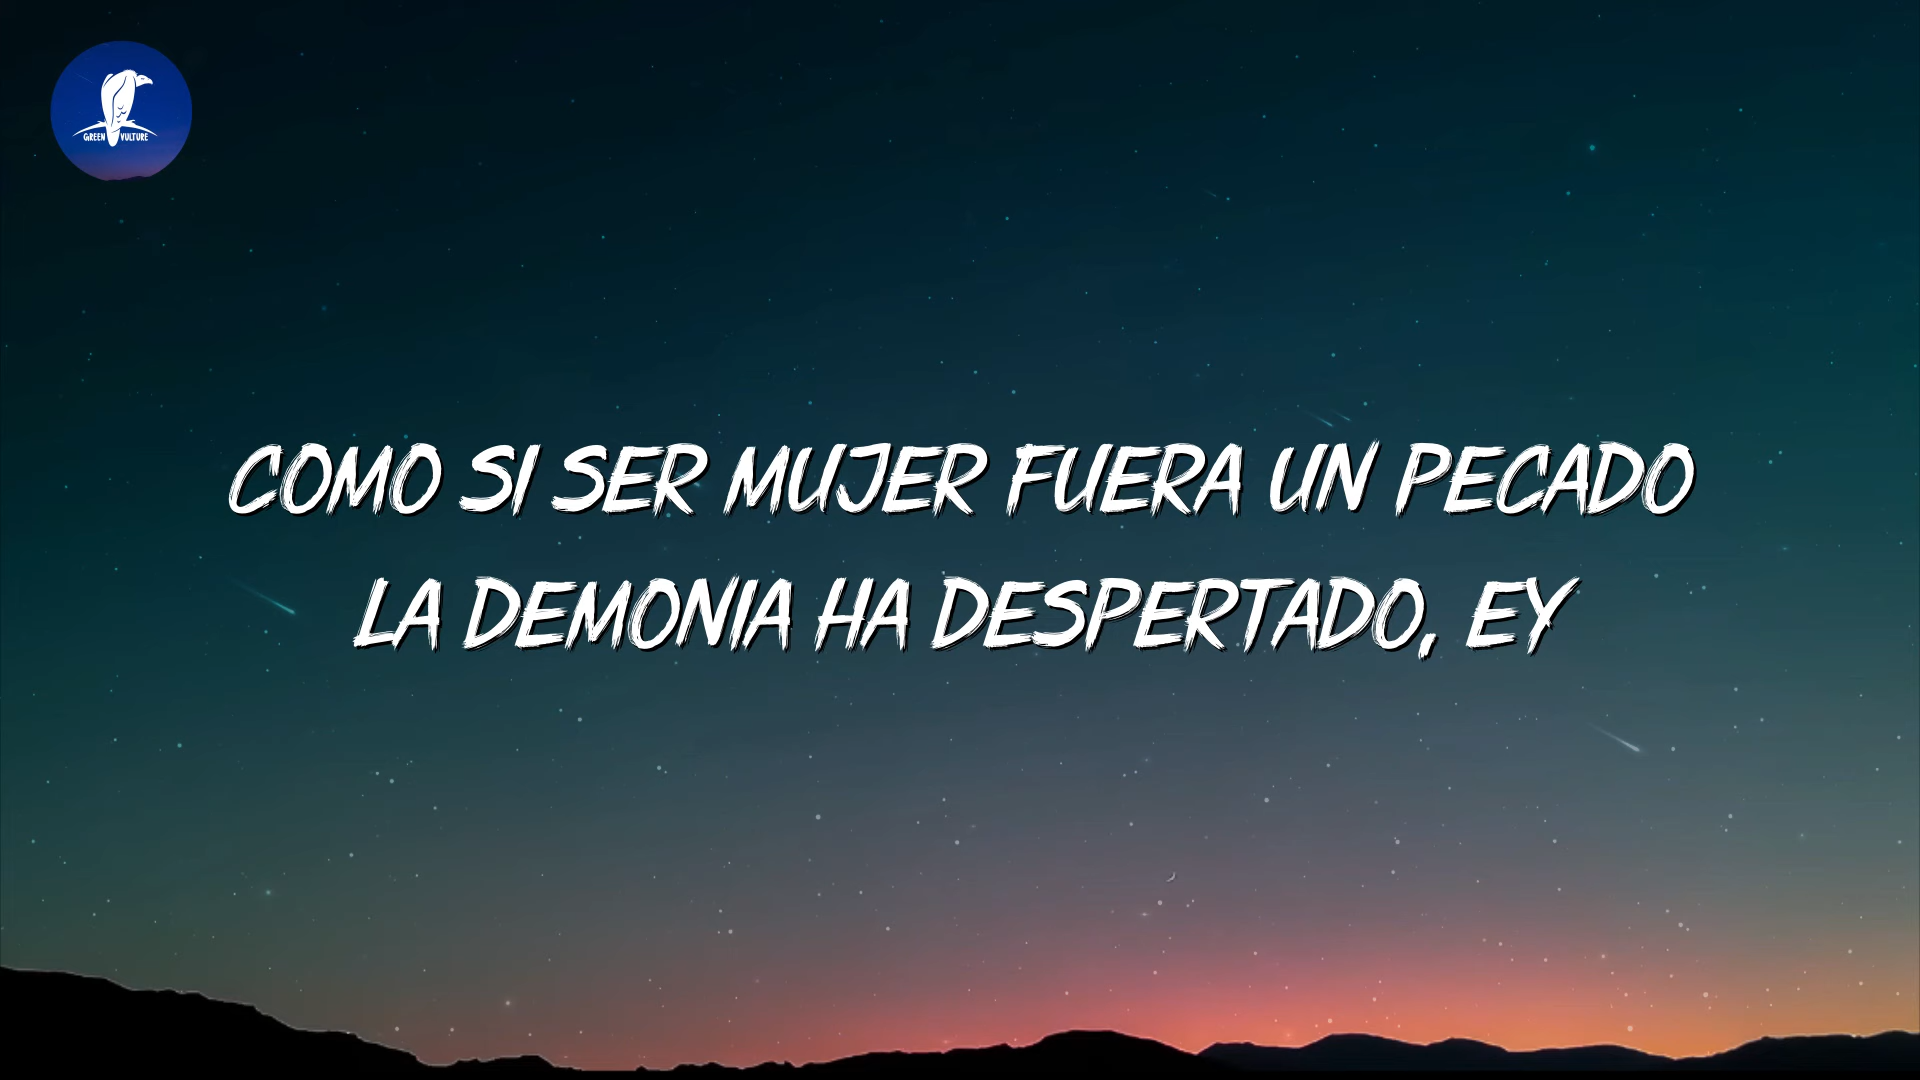 GREEN VULTURE
COMO SI SER MUJER FUERA UN PECADO
LA DEMONIA HA DESPERTADO, EY